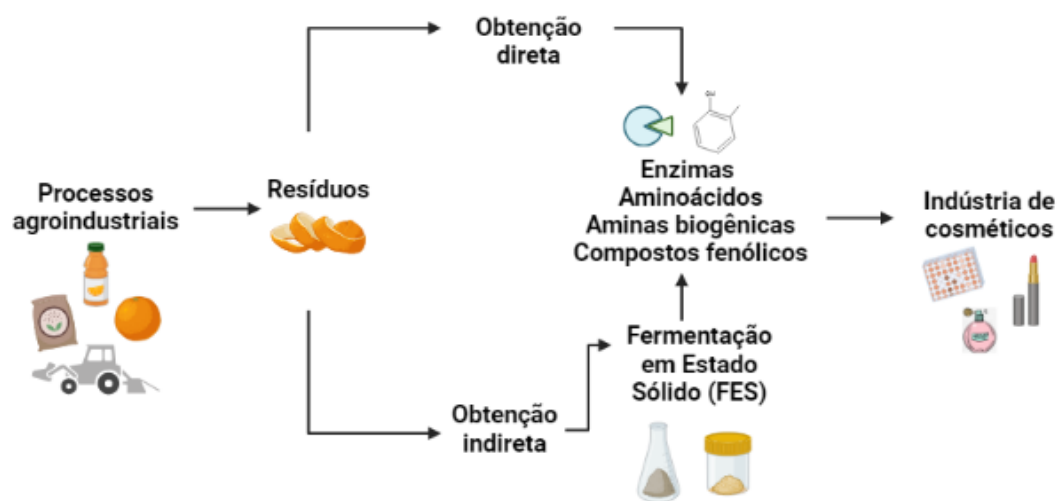 Processos
agroindustriais
Resíduos
Obtenção
direta
Obtenção
indireta
Fermentação
em Estado
Sólido (FES)
Enzimas
Aminoácidos
Aminas biogênicas
Compostos fenólicos
Indústria de
cosméticos